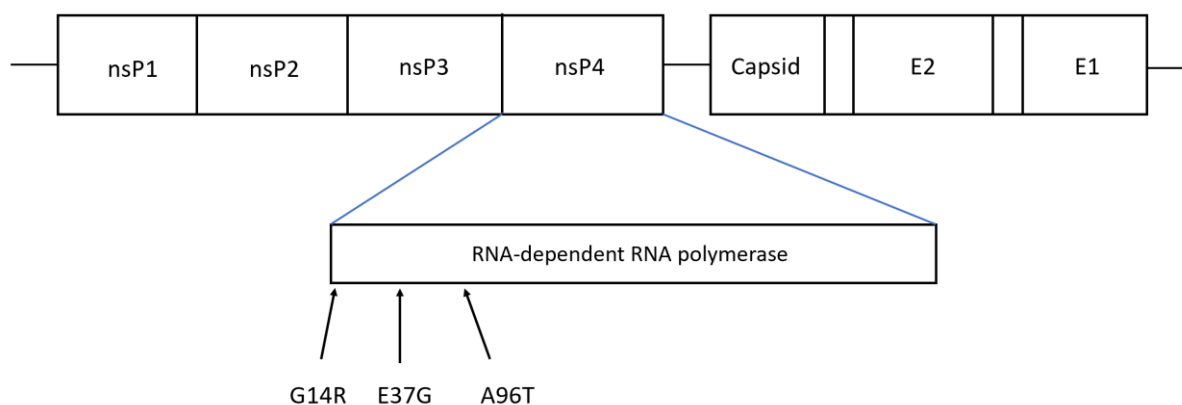 nsP1 nsP2 nsP3 nsP4 Capsid E2 E1
RNA-dependent RNA polymerase
G14R E37G A96T